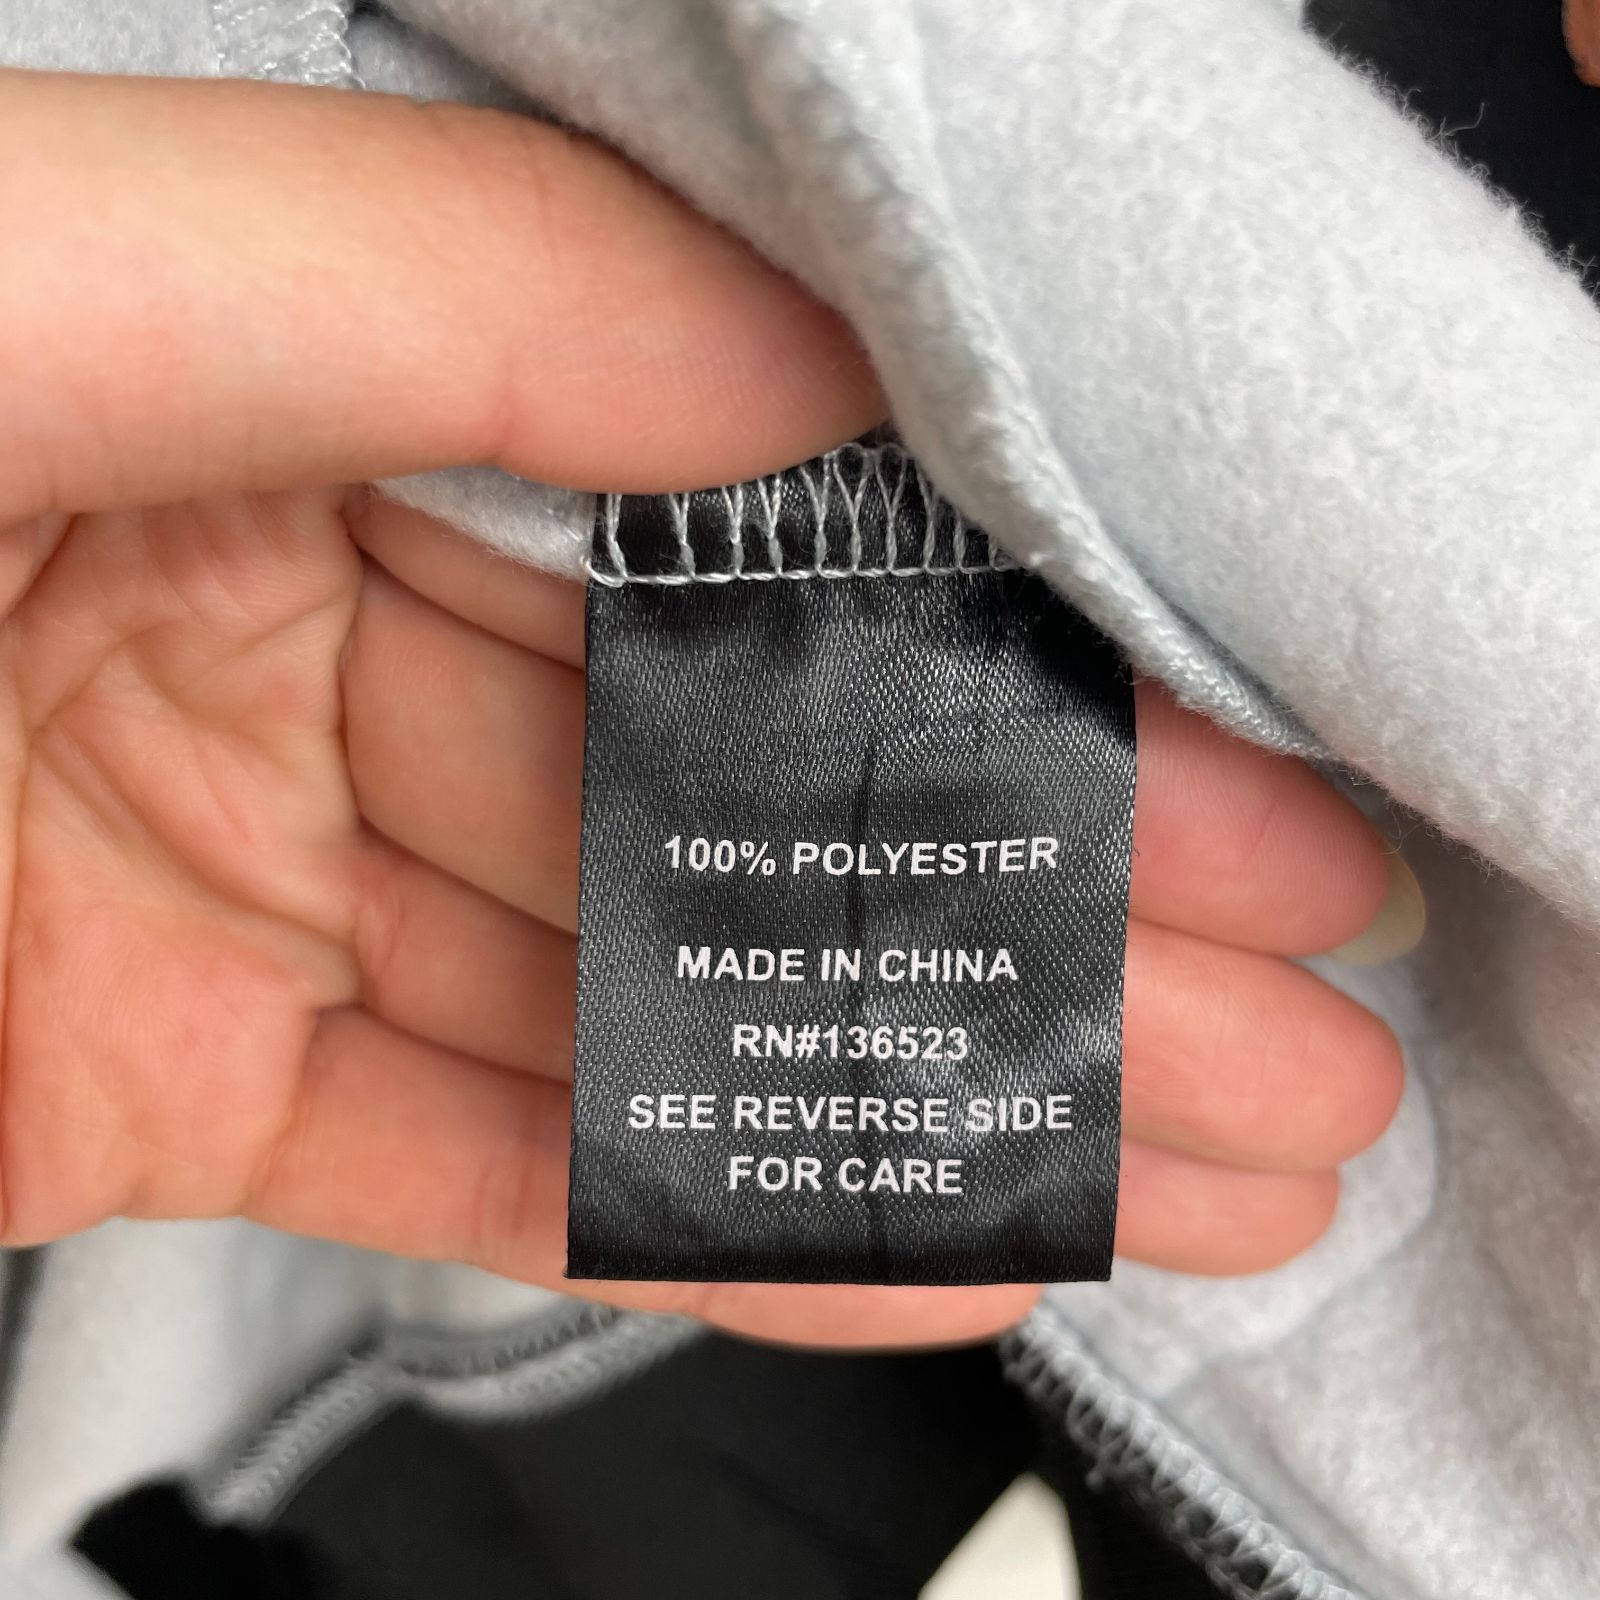 100% POLYESTER
MADE IN CHINA
RN#136523
SEE REVERSE SIDE
FOR CARE